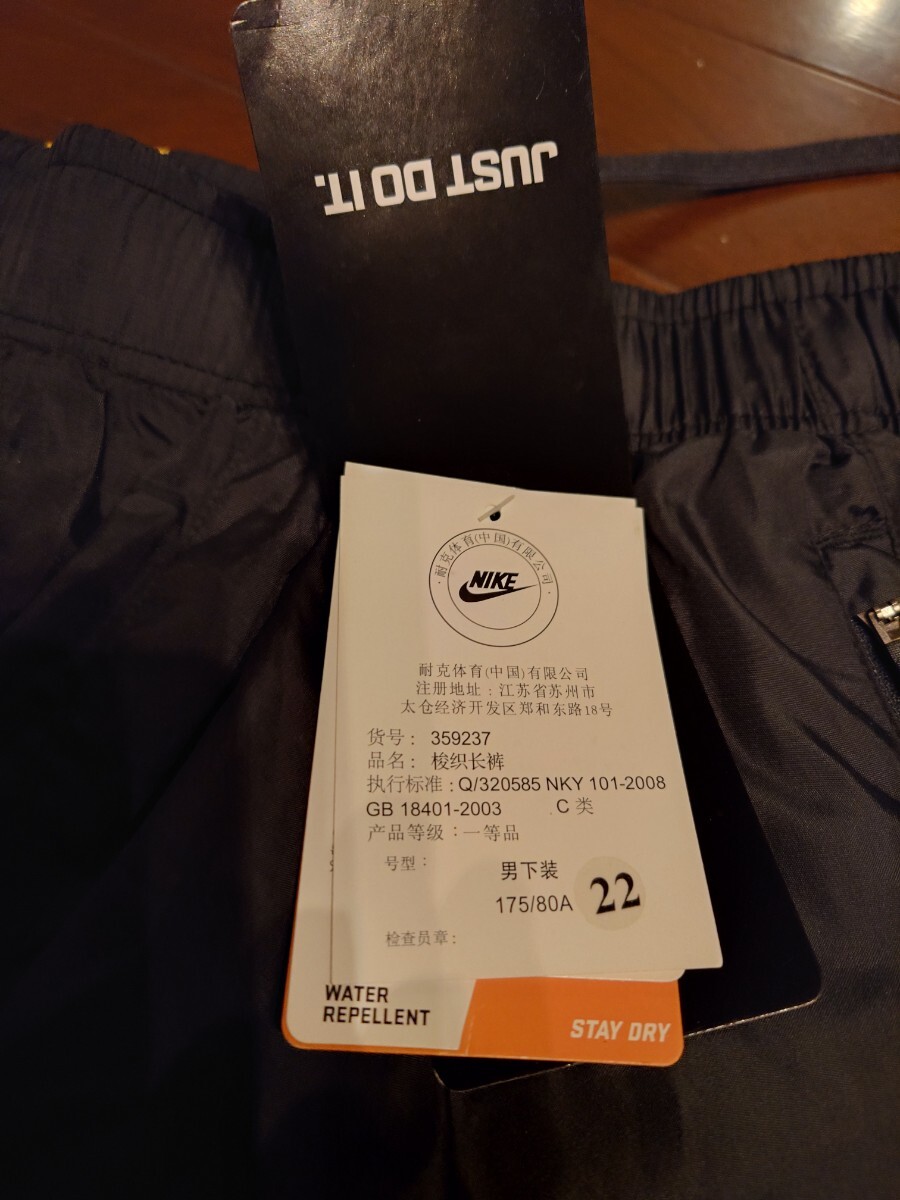 JUST DO IT.
耐克体育(中国)有限公司
NIKE
耐克体育(中国)有限公司
注册地址：江苏省苏州市
太仓经济开发区郑和东路18号
货号： 359237
品名： 梭织长裤
执行标准：Q/320585 NKY 101-2008
GB 18401-2003 C 类
产品等级：一等品
号型： 男下装
175/80A 22
检查员章：
WATER
REPELLENT
STAY DRY